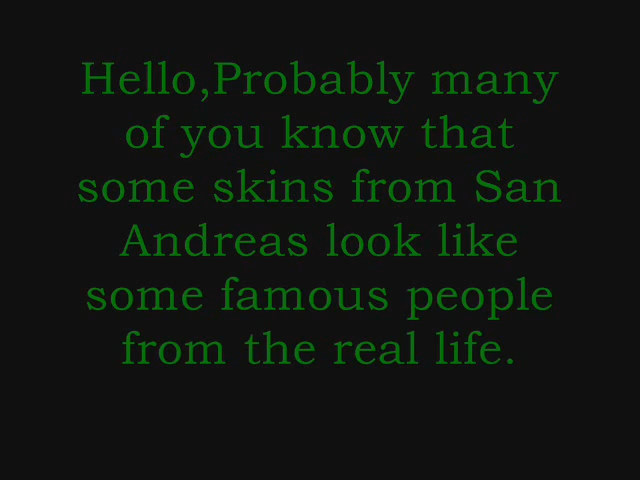 Hello,Probably many
of you know that
some skins from San
Andreas look like
some famous people
from the real life.